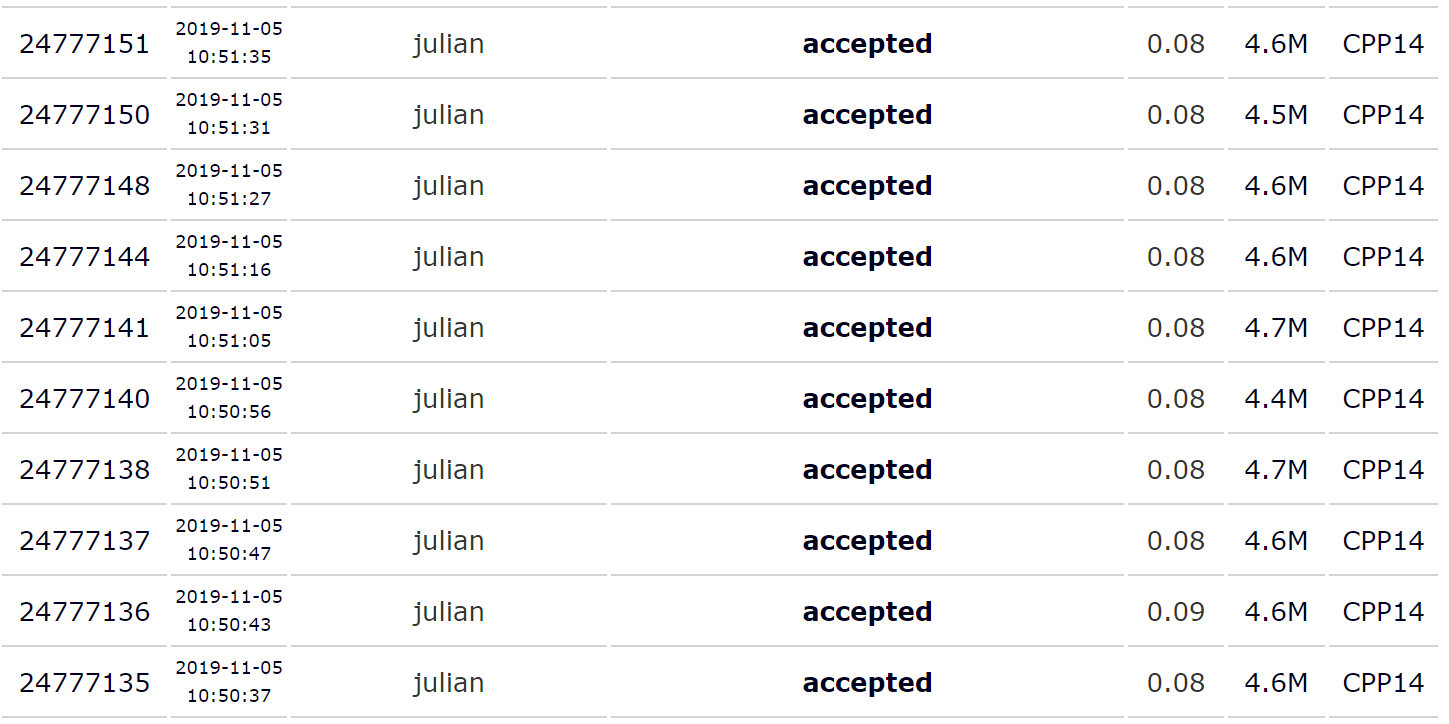 24777151 2019-11-05 10:51:35 julian accepted 0.08 4.6M CPP14
24777150 2019-11-05 10:51:31 julian accepted 0.08 4.5M CPP14
24777148 2019-11-05 10:51:27 julian accepted 0.08 4.6M CPP14
24777144 2019-11-05 10:51:16 julian accepted 0.08 4.6M CPP14
24777141 2019-11-05 10:51:05 julian accepted 0.08 4.7M CPP14
24777140 2019-11-05 10:50:56 julian accepted 0.08 4.4M CPP14
24777138 2019-11-05 10:50:51 julian accepted 0.08 4.7M CPP14
24777137 2019-11-05 10:50:47 julian accepted 0.08 4.6M CPP14
24777136 2019-11-05 10:50:43 julian accepted 0.09 4.6M CPP14
24777135 2019-11-05 10:50:37 julian accepted 0.08 4.6M CPP14